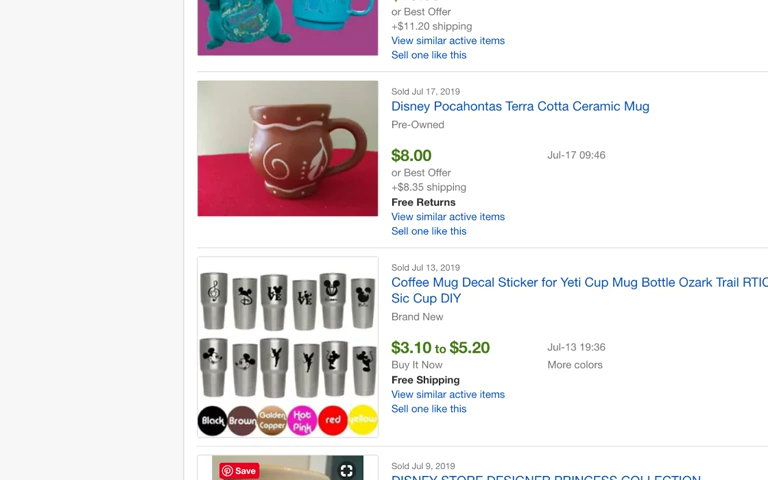 or Best Offer
+$11.20 shipping
View similar active items
Sell one like this
Sold Jul 17, 2019
Disney Pocahontas Terra Cotta Ceramic Mug
Pre-Owned
$8.00
Jul-17 09:46
or Best Offer
+$8.35 shipping
Free Returns
View similar active items
Sell one like this
Sold Jul 13, 2019
Coffee Mug Decal Sticker for Yeti Cup Mug Bottle Ozark Trail RTIC
Sic Cup DIY
Brand New
$3.10 to $5.20
Jul-13 19:36
Buy It Now
More colors
Free Shipping
View similar active items
Sell one like this
Black
Brown
Golden
Copper
Hot
Pink
red
yellow
Save
Sold Jul 9, 2019
DISNEY STORE DESIGNER PRINCESS COLLECTION